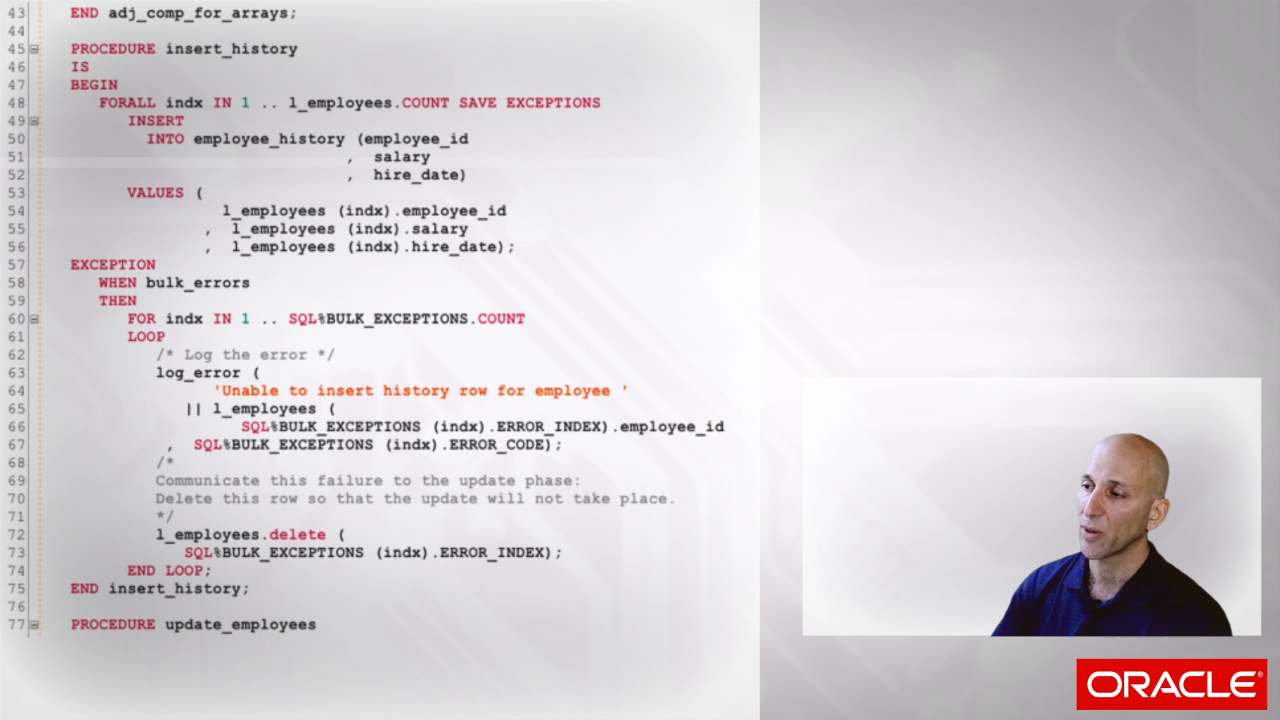 43 END adj_comp_for_arrays;
44
45 PROCEDURE insert_history
46 IS
47 BEGIN
48 FORALL indx IN 1 .. l_employees.COUNT SAVE EXCEPTIONS
49 INSERT
50 INTO employee_history (employee_id
51 , salary
52 , hire_date)
53 VALUES (
54 l_employees (indx).employee_id
55 , l_employees (indx).salary
56 , l_employees (indx).hire_date);
57 EXCEPTION
58 WHEN bulk_errors
59 THEN
60 FOR indx IN 1 .. SQL%BULK_EXCEPTIONS.COUNT
61 LOOP
62 /* Log the error */
63 log_error (
64 'Unable to insert history row for employee '
65 || l_employees (
66 SQL%BULK_EXCEPTIONS (indx).ERROR_INDEX).employee_id
67 , SQL%BULK_EXCEPTIONS (indx).ERROR_CODE);
68 /*
69 Communicate this failure to the update phase:
70 Delete this row so that the update will not take place.
71 */
72 l_employees.delete (
73 SQL%BULK_EXCEPTIONS (indx).ERROR_INDEX);
74 END LOOP;
75 END insert_history;
76
77 PROCEDURE update_employees
ORACLE®